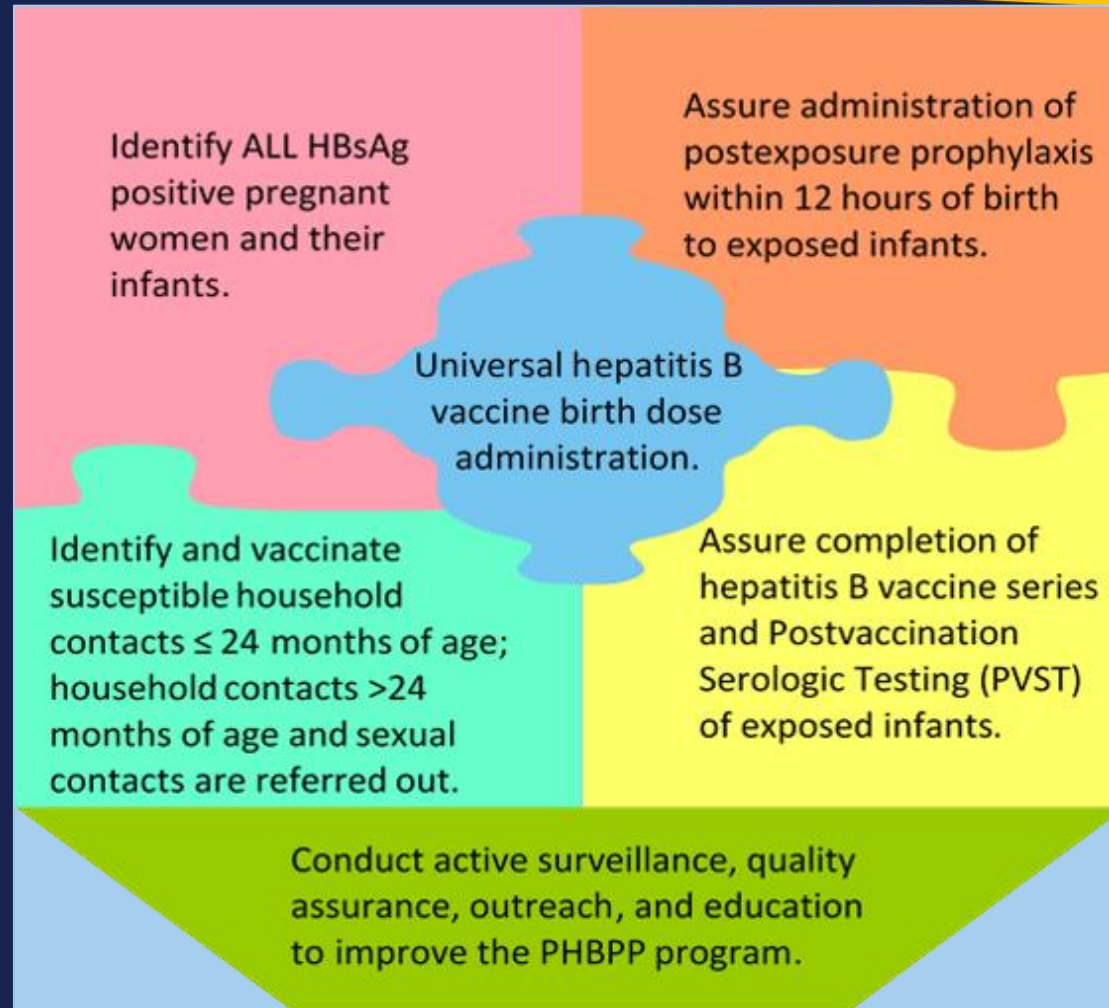 Identify ALL HBsAg
positive pregnant
women and their
infants.
Assure administration of
postexposure prophylaxis
within 12 hours of birth
to exposed infants.
Universal hepatitis B
vaccine birth dose
administration.
Identify and vaccinate
susceptible household
contacts ≤ 24 months of age;
household contacts >24
months of age and sexual
contacts are referred out.
Assure completion of
hepatitis B vaccine series
and Postvaccination
Serologic Testing (PVST)
of exposed infants.
Conduct active surveillance, quality
assurance, outreach, and education
to improve the PHBPP program.